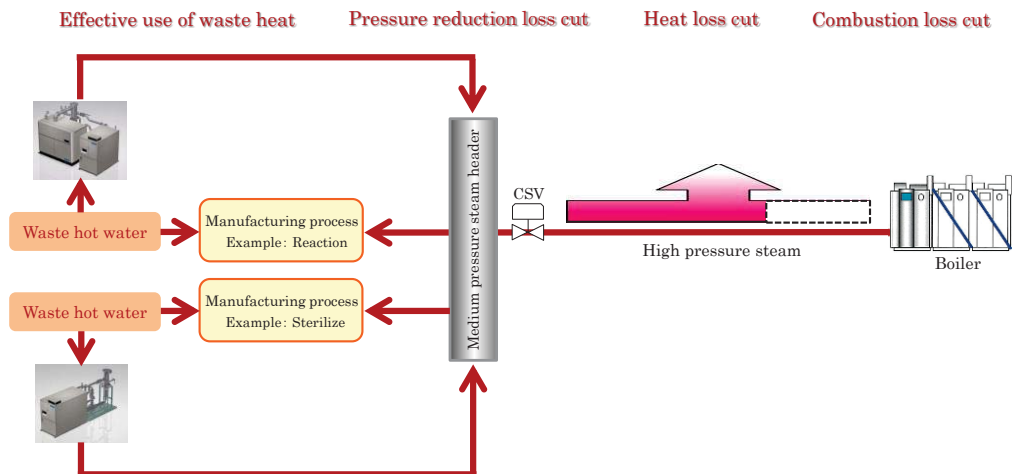 Effective use of waste heat
Pressure reduction loss cut
Heat loss cut
Combustion loss cut
Waste hot water
Manufacturing process
Example: Reaction
Waste hot water
Manufacturing process
Example: Sterilize
Medium pressure steam header
CSV
High pressure steam
Boiler